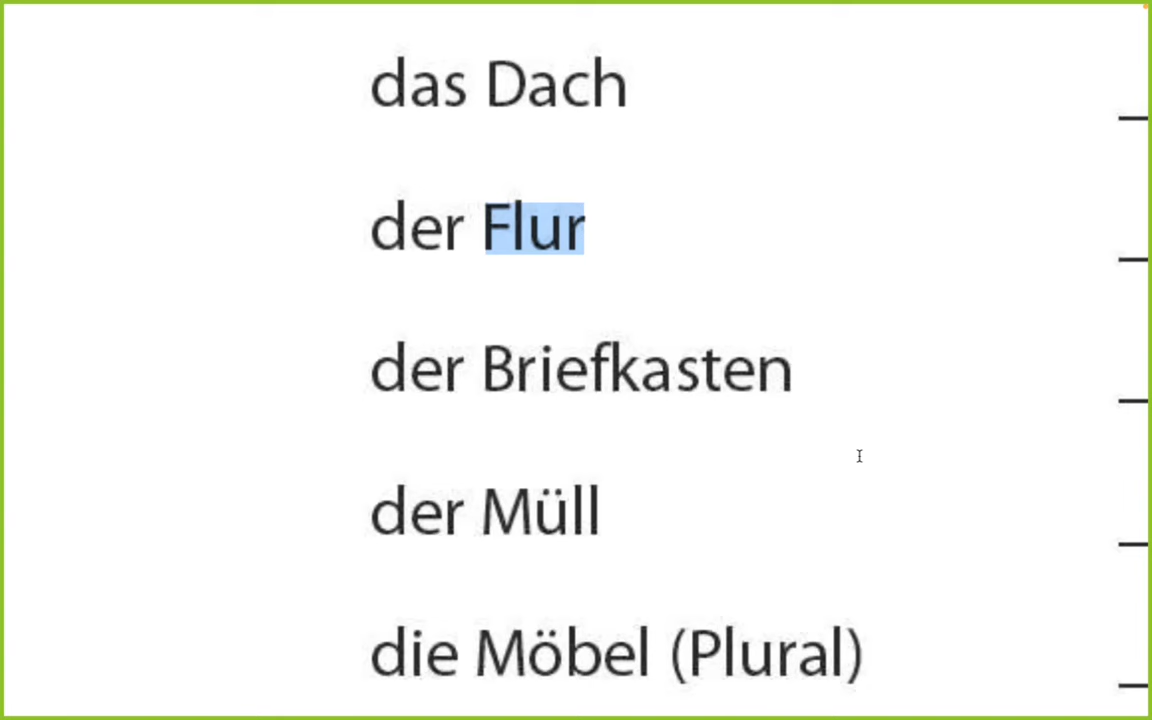 das Dach
der Flur
der Briefkasten
der Müll
die Möbel (Plural)